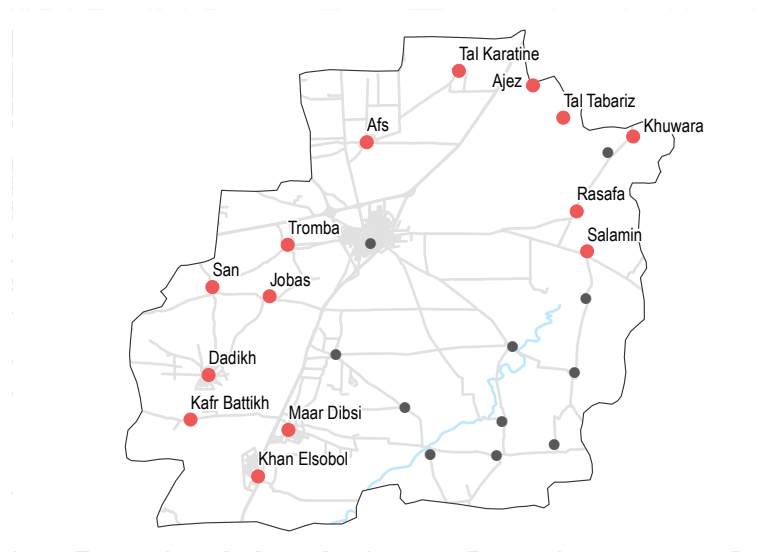 Tal Karatine
Ajez
Tal Tabariz
Afs
Khuwara
Rasafa
Tromba
Salamin
San
Jobas
Dadikh
Kafr Battikh
Maar Dibsi
Khan Elsobol